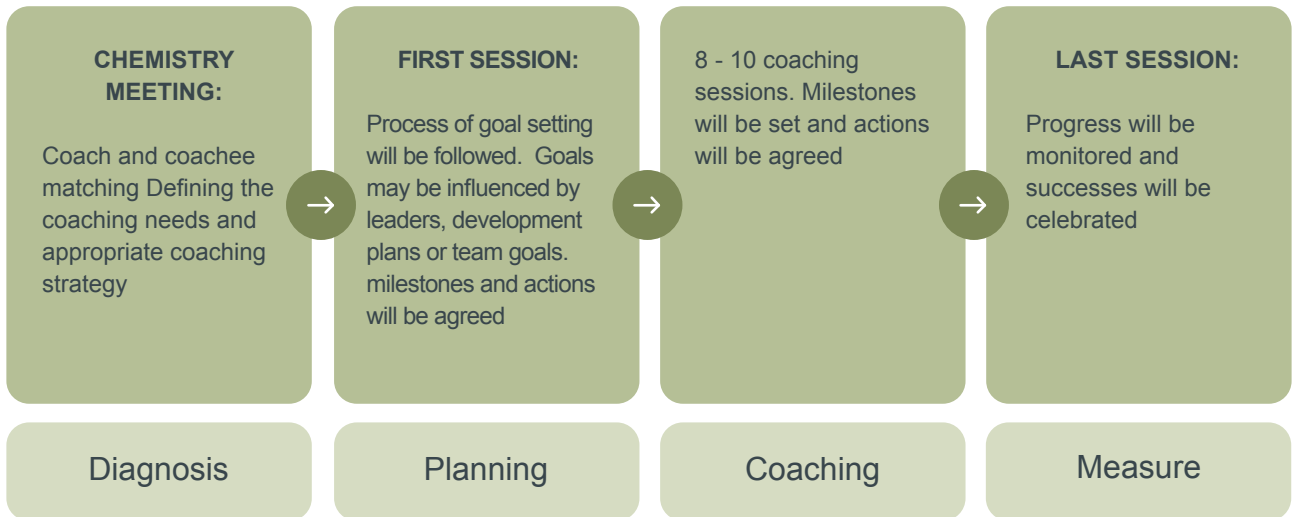 CHEMISTRY
MEETING:
Coach and coachee
matching Defining the
coaching needs and
appropriate coaching
strategy
FIRST SESSION:
Process of goal setting
will be followed.  Goals
may be influenced by
leaders, development
plans or team goals.
milestones and actions
will be agreed
8 - 10 coaching
sessions. Milestones
will be set and actions
will be agreed
LAST SESSION:
Progress will be
monitored and
successes will be
celebrated
Diagnosis
Planning
Coaching
Measure